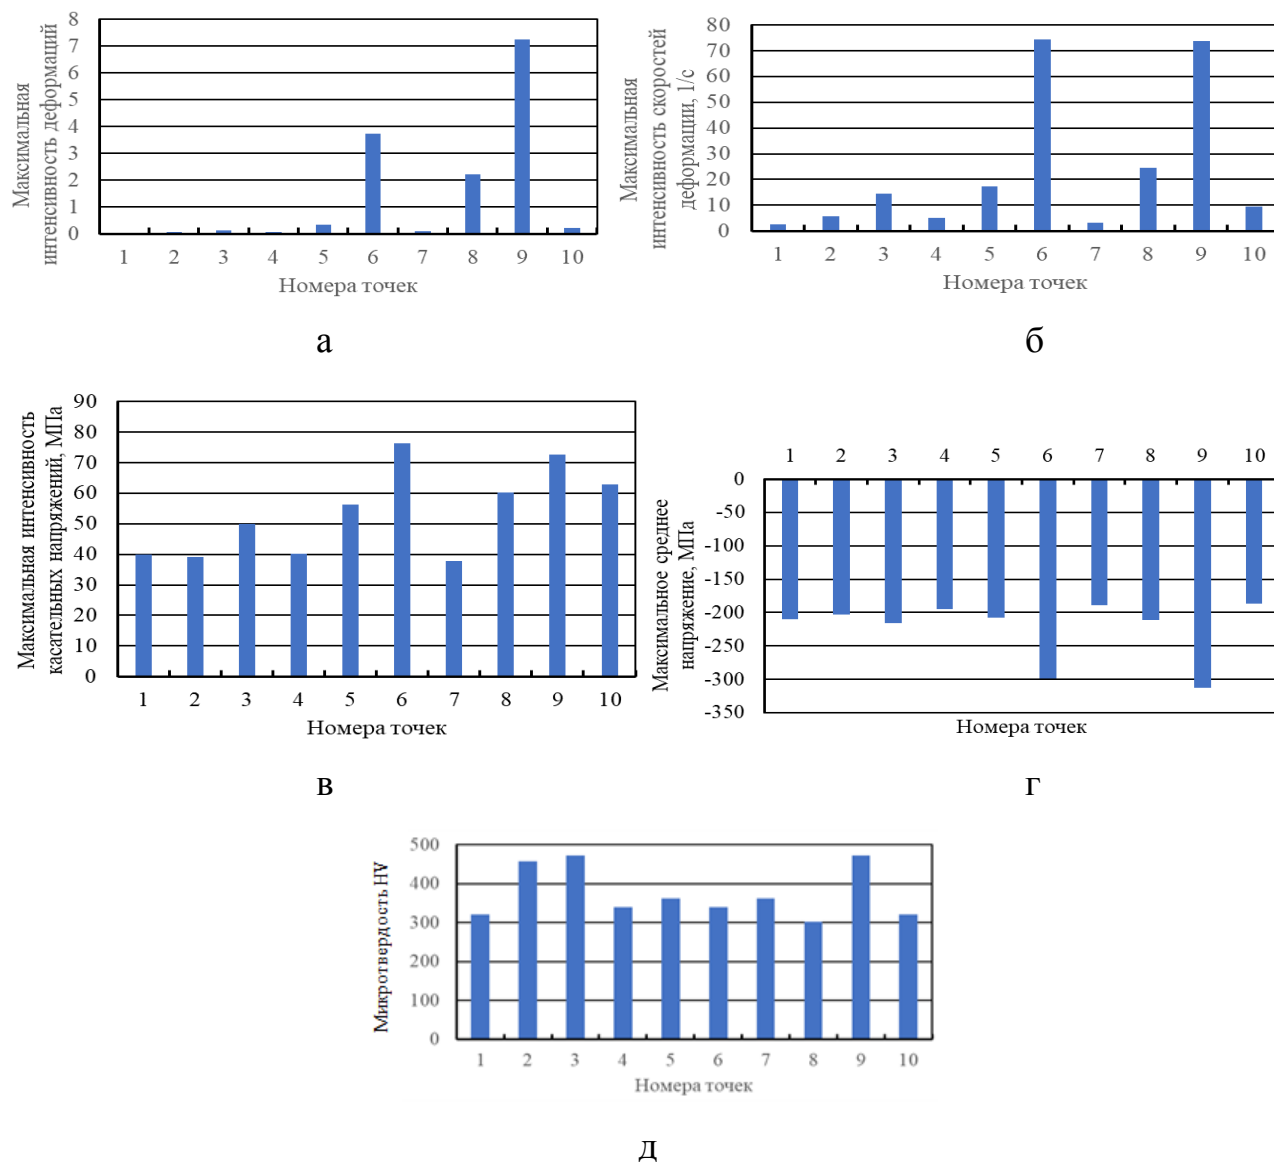 Максимальная
интенсивность деформаций
8
7
6
5
4
3
2
1
0
1 2 3 4 5 6 7 8 9 10
Номера точек
а
Максимальная
интенсивность скоростей
деформации, 1/с
80
70
60
50
40
30
20
10
0
1 2 3 4 5 6 7 8 9 10
Номера точек
б
Максимальная интенсивность
касательных напряжений, МПа
90
80
70
60
50
40
30
20
10
0
1 2 3 4 5 6 7 8 9 10
Номера точек
в
Максимальное среднее
напряжение, МПа
1 2 3 4 5 6 7 8 9 10
0
-50
-100
-150
-200
-250
-300
-350
Номера точек
г
Микротвердость HV
500
400
300
200
100
0
1 2 3 4 5 6 7 8 9 10
Номера точек
д